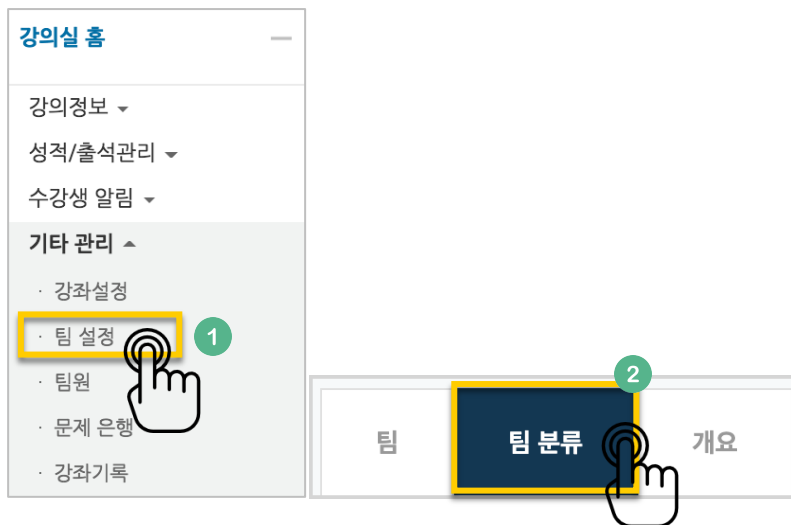 강의실 홈
강의정보
성적/출석관리
수강생 알림
기타 관리
· 강좌설정
· 팀 설정
1
· 팀원
· 문제 은행
· 강좌기록
2
팀 팀 분류 개요